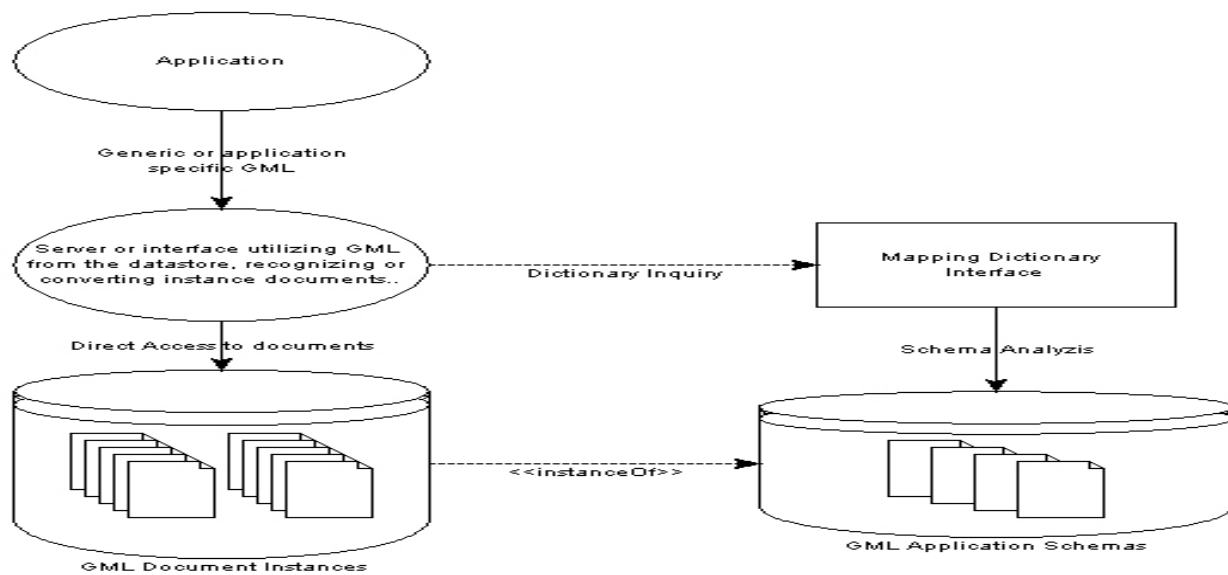 Application
Generic or application
specific GML
Server or interface utilizing GML
from the datastore, recognizing or
converting instance documents..
Dictionary Inquiry
Mapping Dictionary
Interface
Direct Access to documents
Schema Analyzis
<<instanceOf>>
GML Application Schemas
GML Document Instances